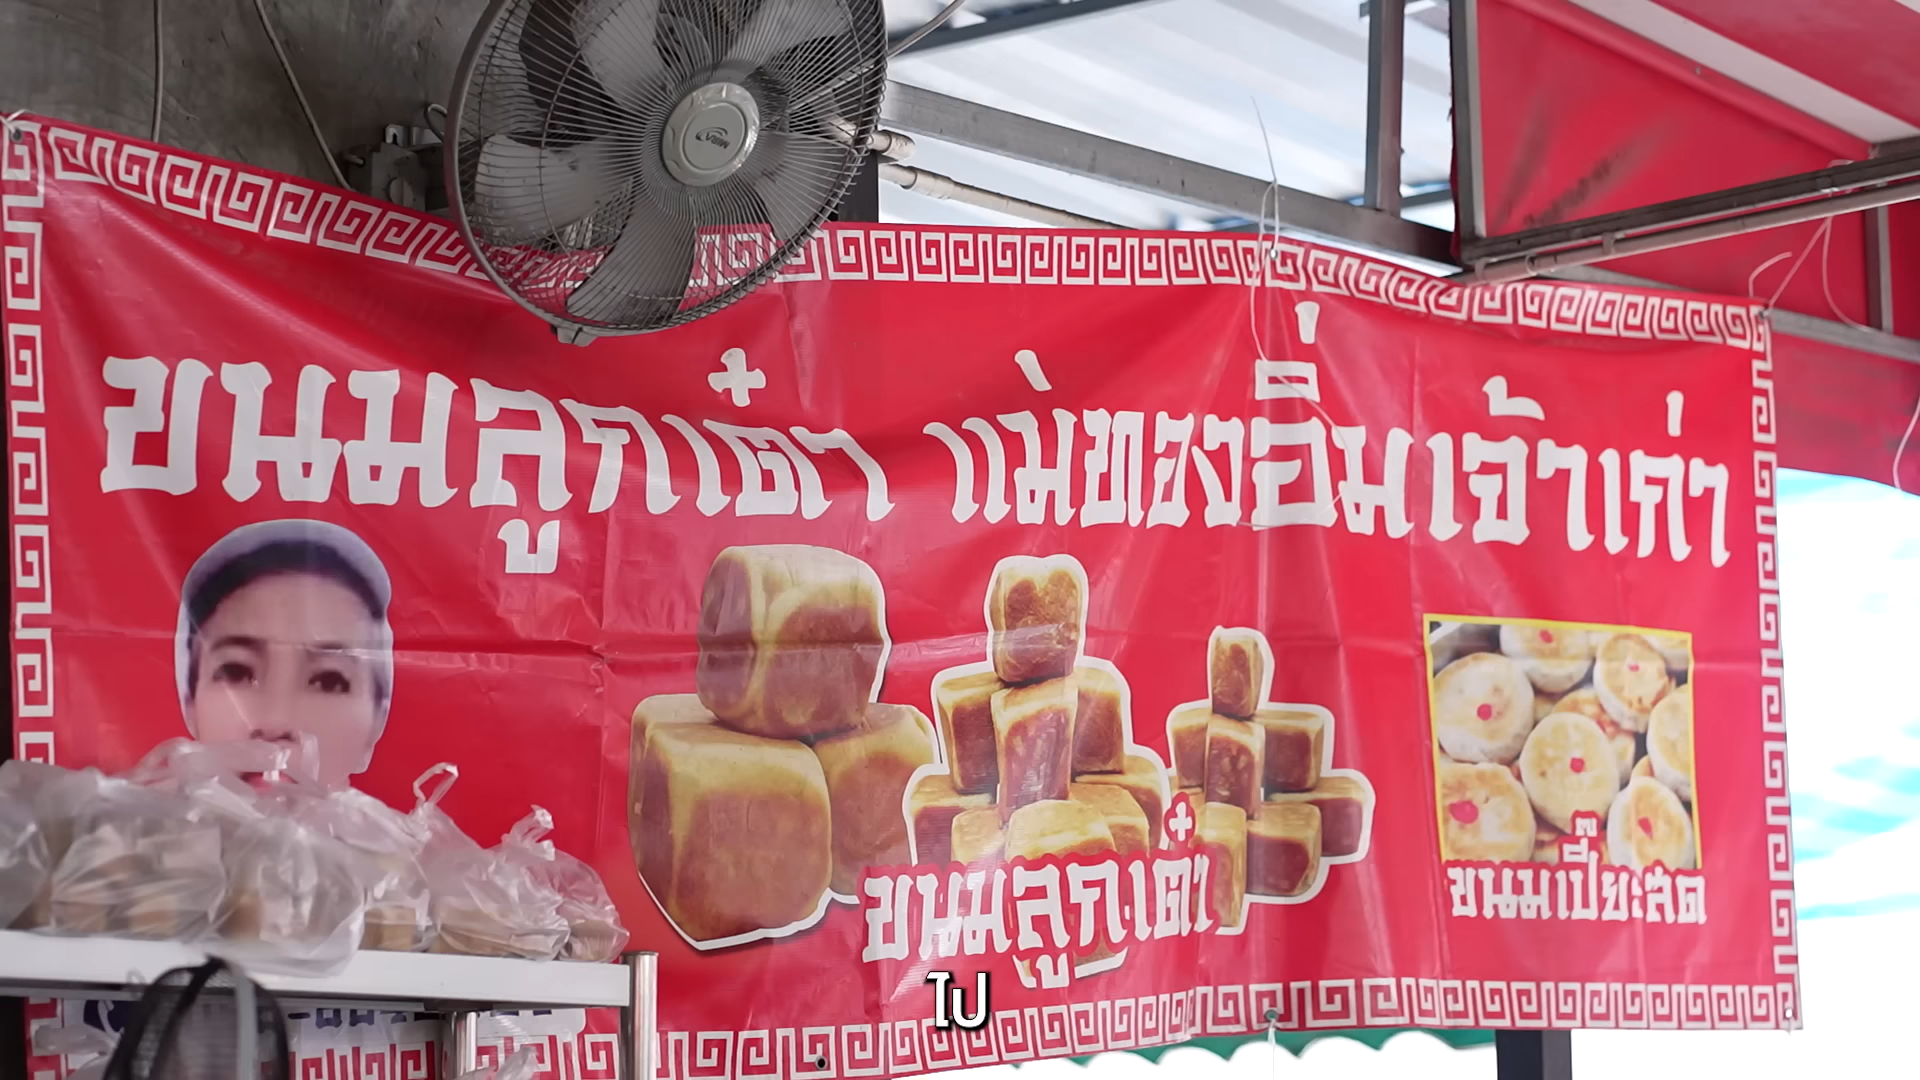 MIRA
ขนมลูกเต๋า แม่ทองอิ่มเจ้าเก่า
ขนมลูกเต๋า
ขนมเปี๊ยะสด
ไป